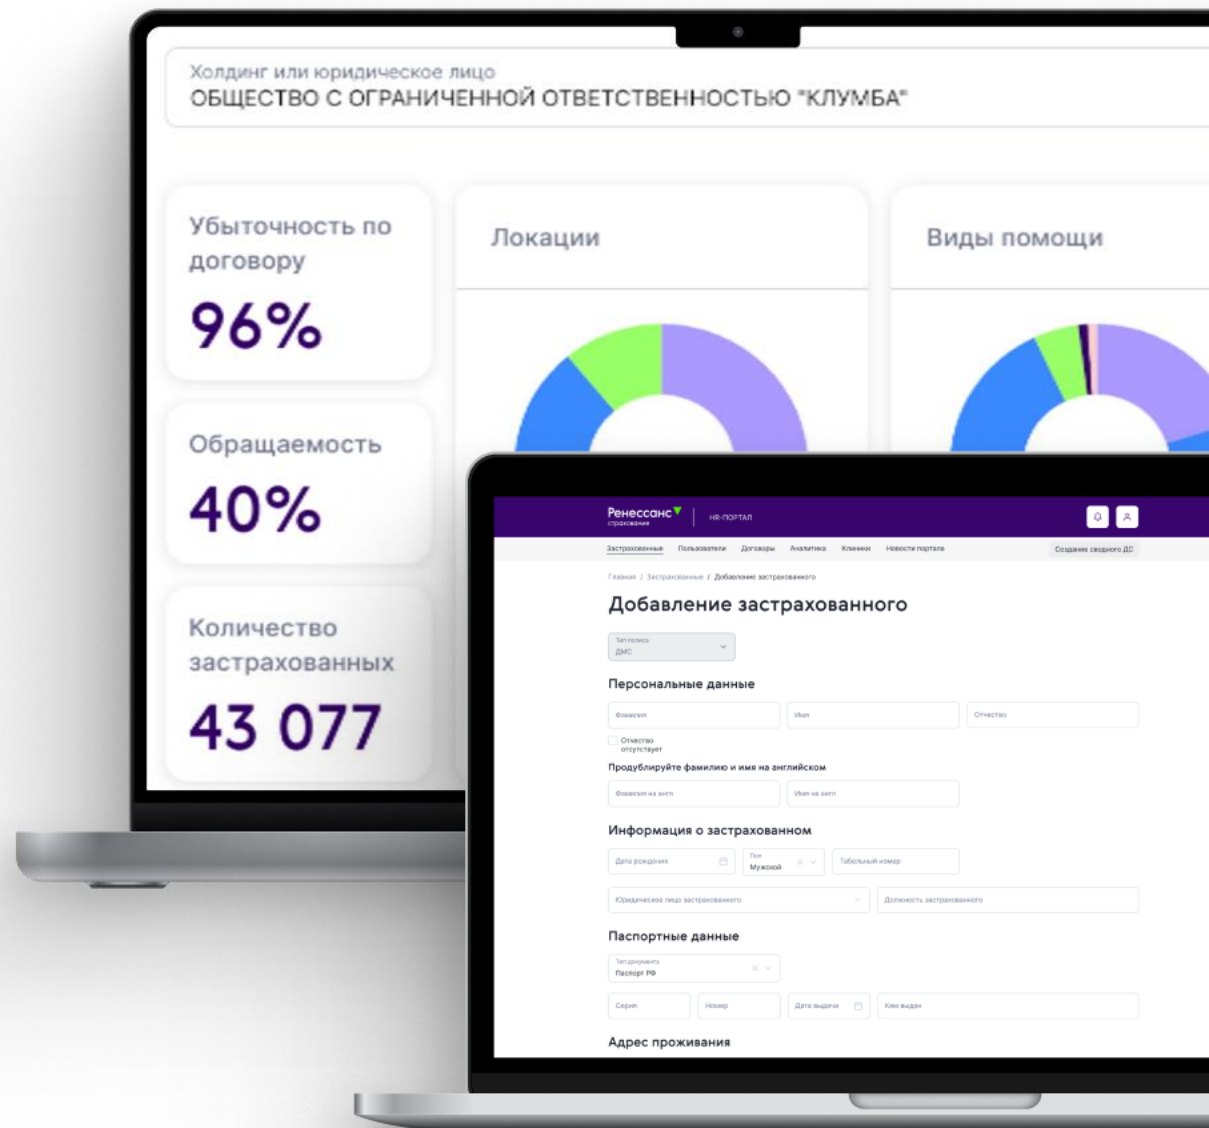 Холдинг или юридическое лицо
ОБЩЕСТВО С ОГРАНИЧЕННОЙ ОТВЕТСТВЕННОСТЬЮ "КЛУМБА"
Убыточность по
договору
96%
Обращаемость
40%
Количество
застрахованных
43 077
Локации
Виды помощи
Ренессанс
страхование
HR-ПОРТАЛ
Застрахованные Пользователи Договоры Аналитика Клиники Новости портала Создание сводного ДС
Главная / Застрахованные / Добавление застрахованного
Добавление застрахованного
Тип полиса
ДМС
Персональные данные
Фамилия Имя Отчество
Отчество
отсутствует
Продублируйте фамилию и имя на английском
Фамилия на англ Имя на англ
Информация о застрахованном
Дата рождения Пол Мужской Табельный номер
Юридическое лицо застрахованного Должность застрахованного
Паспортные данные
Тип документа
Паспорт РФ
Серия Номер Дата выдачи Кем выдан
Адрес проживания